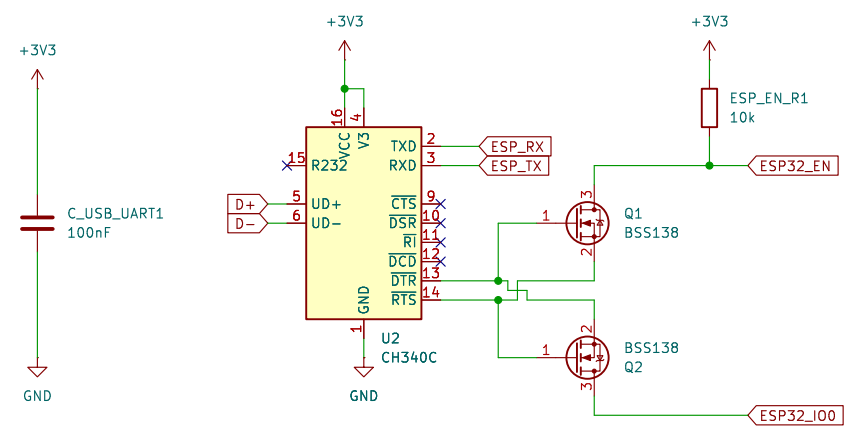 +3V3
C_USB_UART1
100nF
GND
+3V3
16
4
VCC
V3
15
R232
TXD
2
ESP_RX
RXD
3
ESP_TX
D+
5
UD+
D-
6
UD-
CTS
9
DSR
10
RI
11
DCD
12
DTR
13
RTS
14
GND
1
U2
CH340C
GND
+3V3
ESP_EN_R1
10k
ESP32_EN
3
1
2
Q1
BSS138
2
1
3
BSS138
Q2
ESP32_IO0